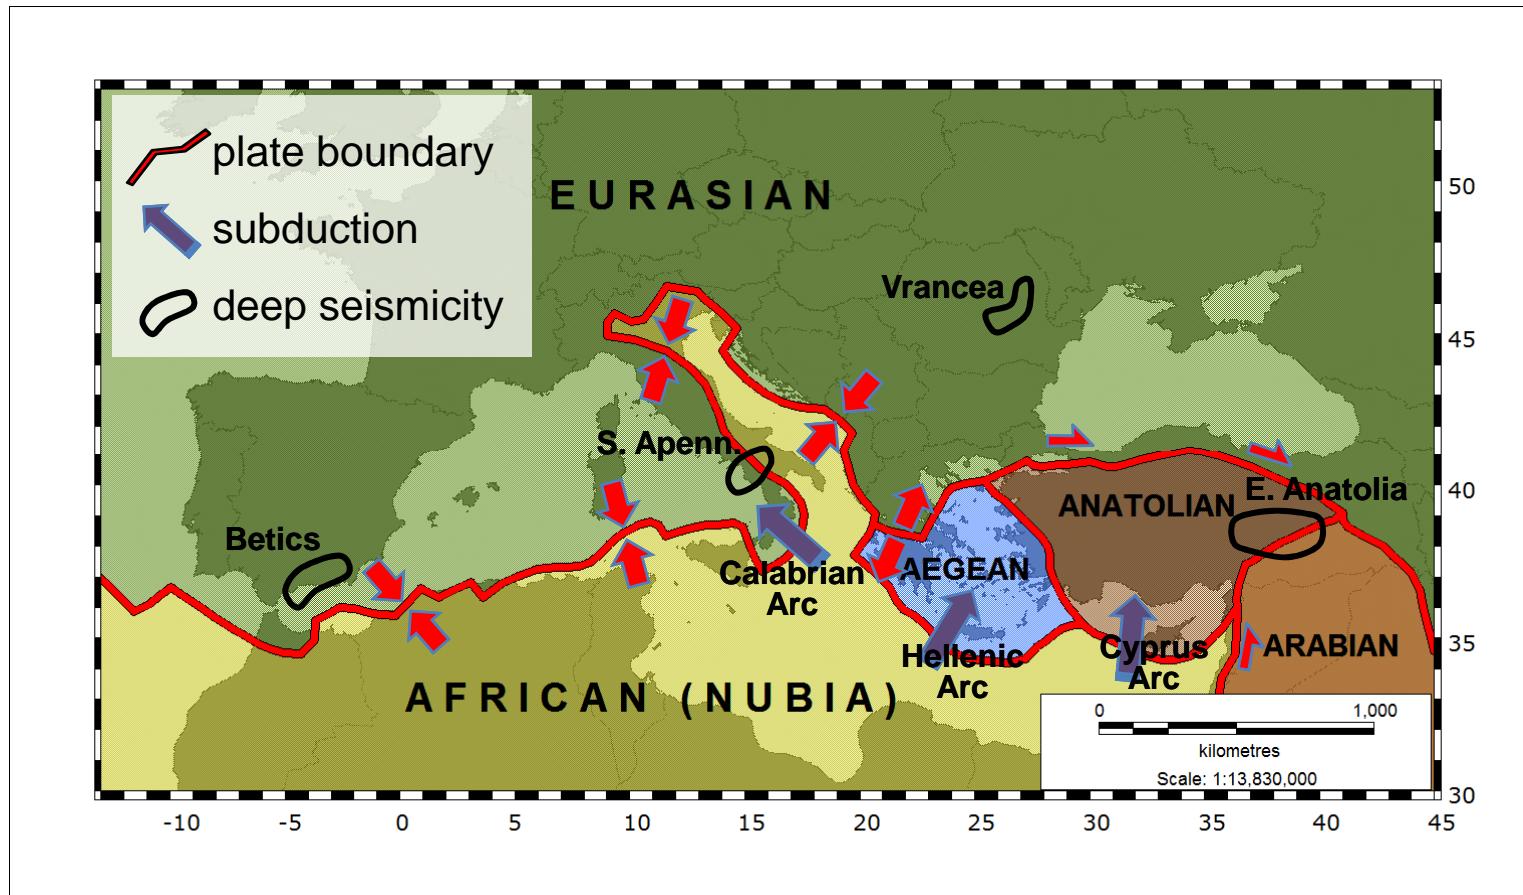 plate boundary
subduction
deep seismicity
EURASIAN
Vrancea
S. Apenn.
Betics
ANATOLIAN
E. Anatolia
AEGEAN
Calabrian
Arc
Hellenic
Arc
Cyprus
Arc
ARABIAN
AFRICAN (NUBIA)
50
45
40
35
30
0 1,000
kilometres
Scale: 1:13,830,000
-10 -5 0 5 10 15 20 25 30 35 40 45